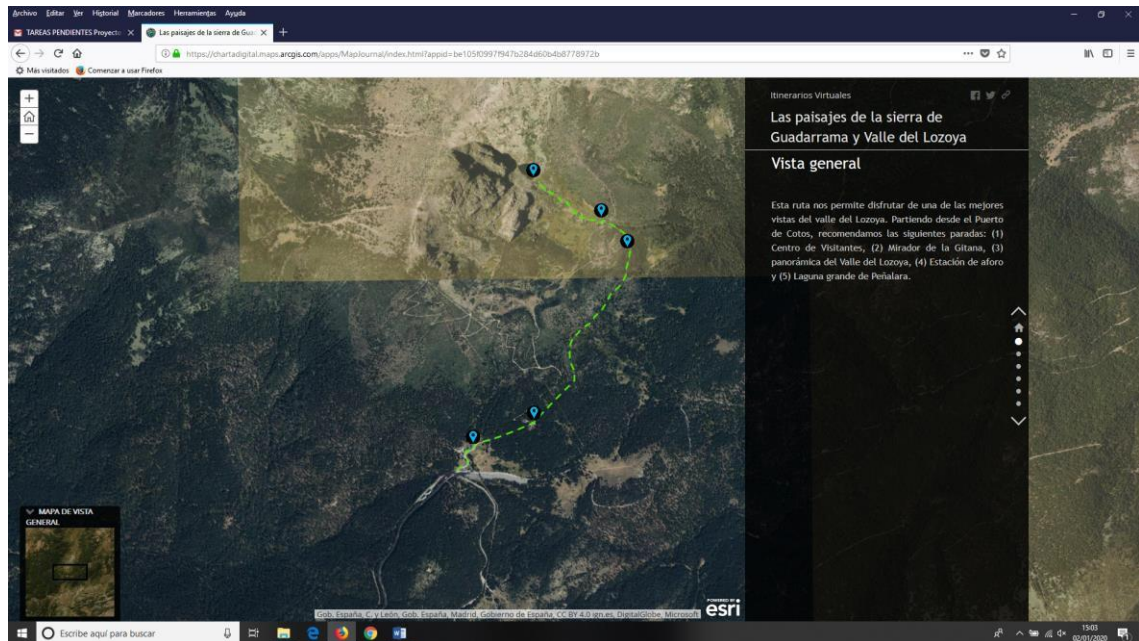 Archivo Editar Ver Historial Marcadores Herramientas Ayuda
TAREAS PENDIENTES Proyecto
Las paisajes de la sierra de Gua
https://chartadigital.maps.arcgis.com/apps/MapJournal/index.html?appid=be105f0997f947b284d60b4b8778972b
Más visitados Comenzar a usar Firefox
Itinerarios Virtuales
Las paisajes de la sierra de
Guadarrama y Valle del Lozoya
Vista general
Esta ruta nos permite disfrutar de una de las mejores
vistas del valle del Lozoya. Partiendo desde el Puerto
de Cotos, recomendamos las siguientes paradas: (1)
Centro de Visitantes, (2) Mirador de la Gitana, (3)
panorámica del Valle del Lozoya, (4) Estación de aforo
y (5) Laguna grande de Peñalara.
MAPA DE VISTA
GENERAL
Gob. España, C. y León, Gob. España, Madrid, Gobierno de España, CC BY 4.0 ign.es, DigitalGlobe, Microsoft
POWERED BY
esri
Escribe aquí para buscar
15:03
02/01/2020